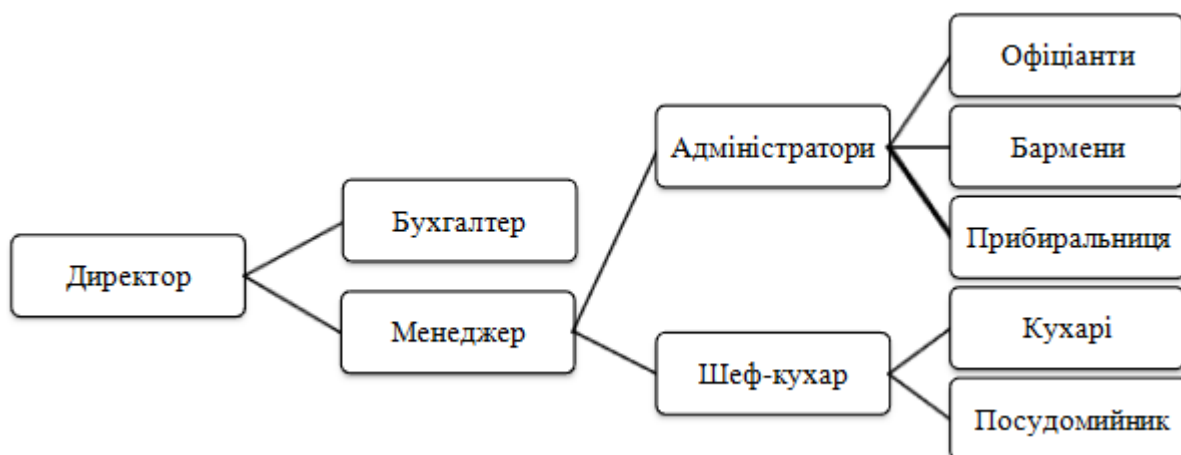 Директор
Бухгалтер
Менеджер
Адміністратори
Шеф-кухар
Офіціанти
Бармени
Прибиральниця
Кухарі
Посудомийник